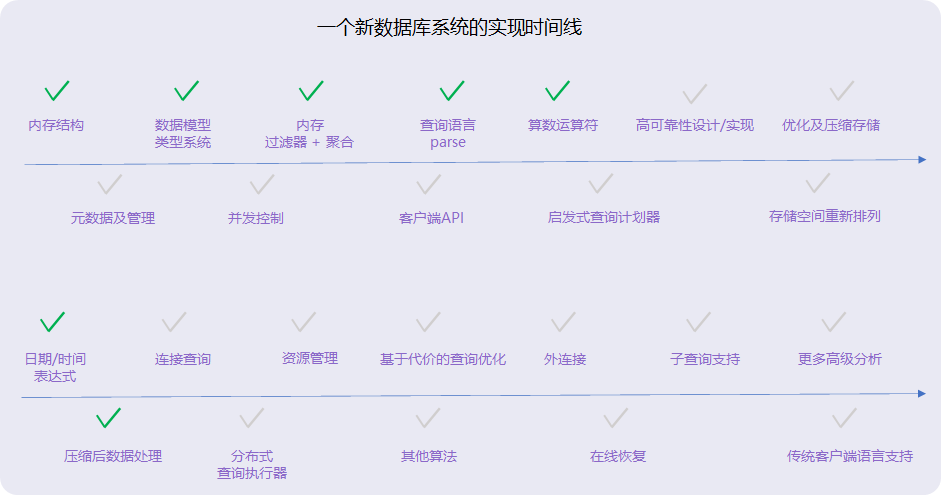 一个新数据库系统的实现时间线
内存结构
数据模型
类型系统
内存
过滤器 + 聚合
查询语言
parse
算数运算符
高可靠性设计/实现
优化及压缩存储
元数据及管理
并发控制
客户端API
启发式查询计划器
存储空间重新排列
日期/时间
表达式
连接查询
资源管理
基于代价的查询优化
外连接
子查询支持
更多高级分析
压缩后数据处理
分布式
查询执行器
其他算法
在线恢复
传统客户端语言支持